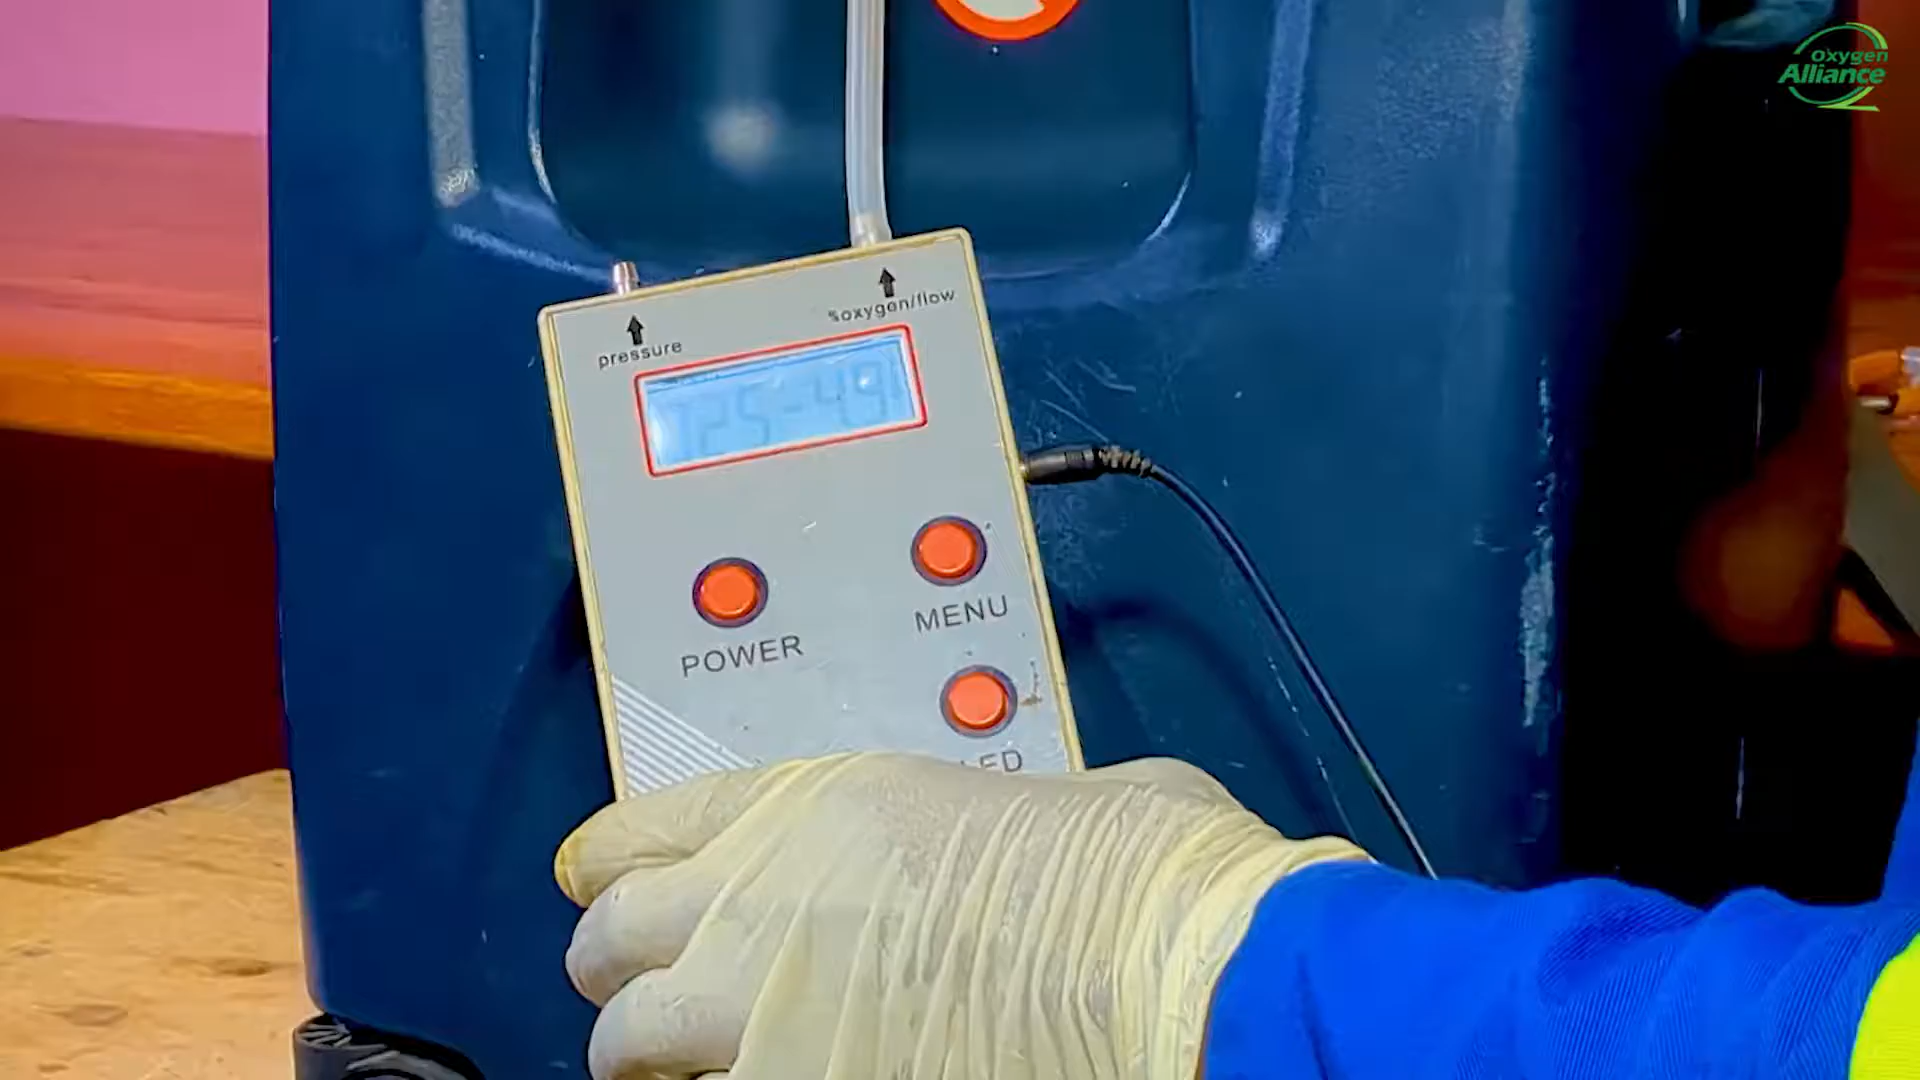 Oxygen
Alliance
%oxygen/flow
pressure
POWER
MENU